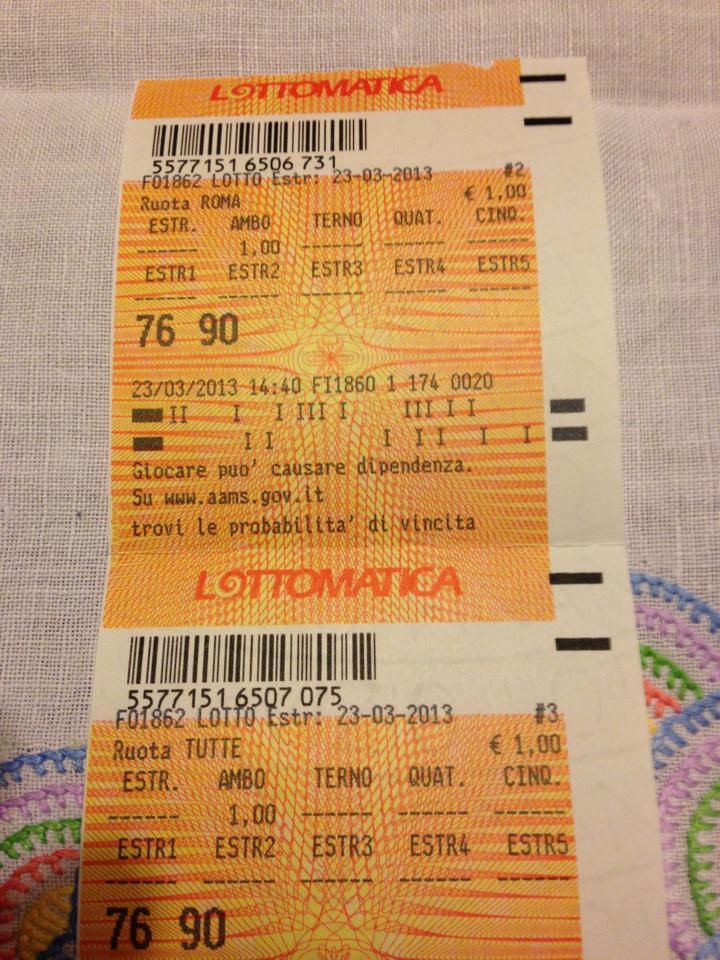 LOTTOMATICA
5577151 6506 731
F01862 LOTTO Estr: 23-03-2013 #2
Ruota ROMA € 1,00
ESTR. AMBO TERNO QUAT. CINQ.
------ 1,00 ------ ------ ------
ESTR1 ESTR2 ESTR3 ESTR4 ESTR5
------ ------ ------ ------ ------
76 90
23/03/2013 14:40 FI1860 1 174 0020
Giocare puo' causare dipendenza.
Su www.aams.gov.it
trovi le probabilita' di vincita
LOTTOMATICA
5577151 6507 075
F01862 LOTTO Estr: 23-03-2013 #3
Ruota TUTTE € 1,00
ESTR. AMBO TERNO QUAT. CINQ.
------ 1,00 ------ ------ ------
ESTR1 ESTR2 ESTR3 ESTR4 ESTR5
------ ------ ------ ------ ------
76 90